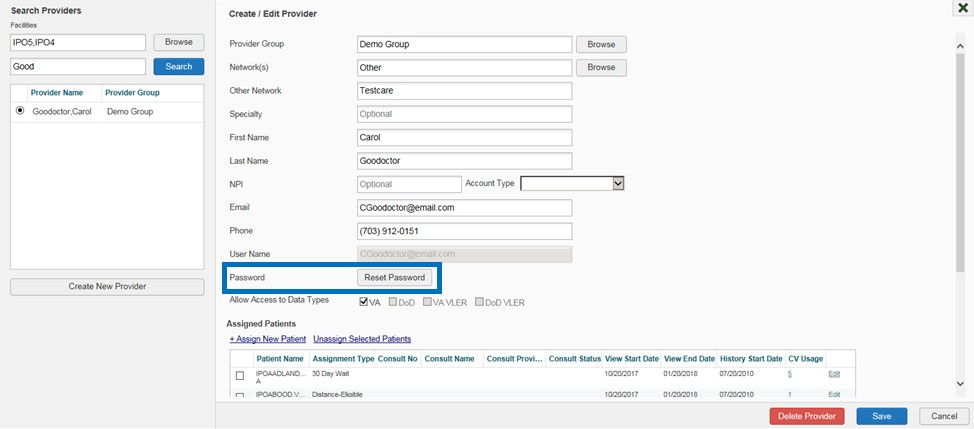 Search Providers
Facilities
IPO5,IPO4
Browse
Good
Search
Provider Name Provider Group
Goodoctor,Carol Demo Group
Create New Provider
Create / Edit Provider
Provider Group Demo Group Browse
Network(s) Other Browse
Other Network Testcare
Specialty Optional
First Name Carol
Last Name Goodoctor
NPI Optional Account Type
Email CGoodoctor@email.com
Phone (703) 912-0151
User Name CGoodoctor@email.com
Password Reset Password
Allow Access to Data Types VA DoD VA VLER DoD VLER
Assigned Patients
+ Assign New Patient Unassign Selected Patients
Patient Name Assignment Type Consult No Consult Name Consult Provi... Consult Status View Start Date View End Date History Start Date CV Usage
IPOAADLAND... 30 Day Wait 10/20/2017 01/20/2018 07/20/2010 5 Edit
A
IPOABOOD,V... Distance-Eligible 10/20/2017 01/20/2018 07/20/2010 1 Edit
Delete Provider Save Cancel